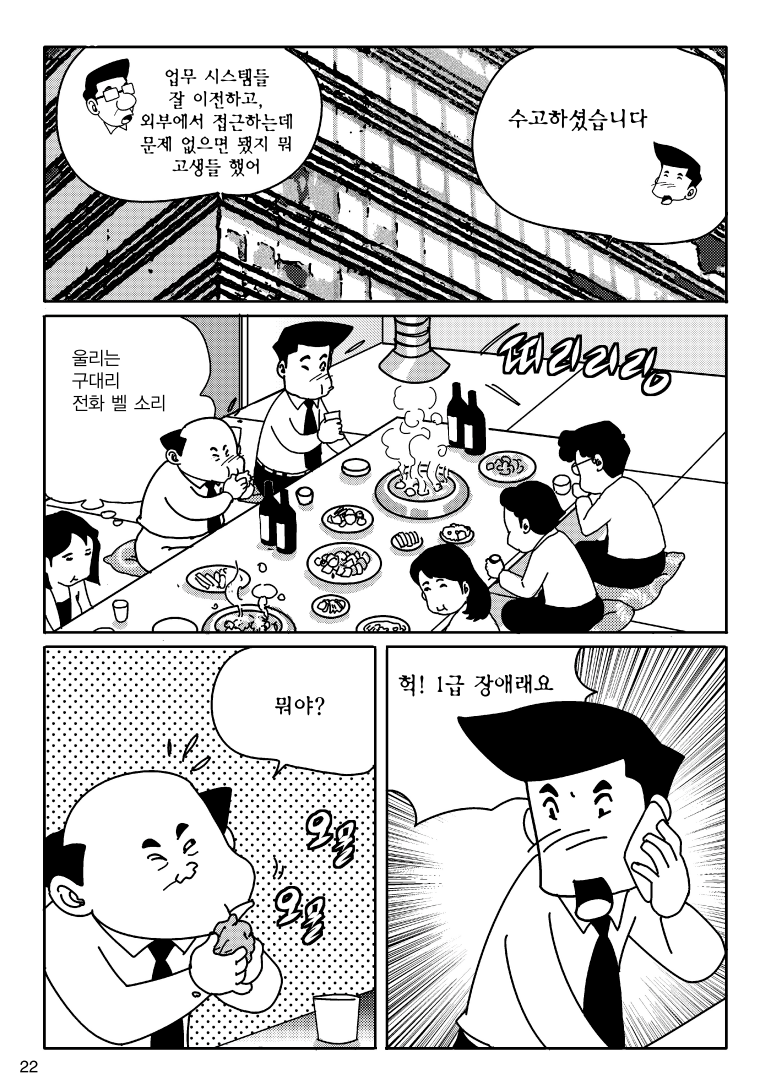 업무 시스템들
잘 이전하고,
외부에서 접근하는데
문제 없으면 됐지 뭐
고생들 했어
수고하셨습니다
울리는
구대리
전화 벨 소리
띠리리링
뭐야?
오물
오물
헉! 1급 장애래요
22